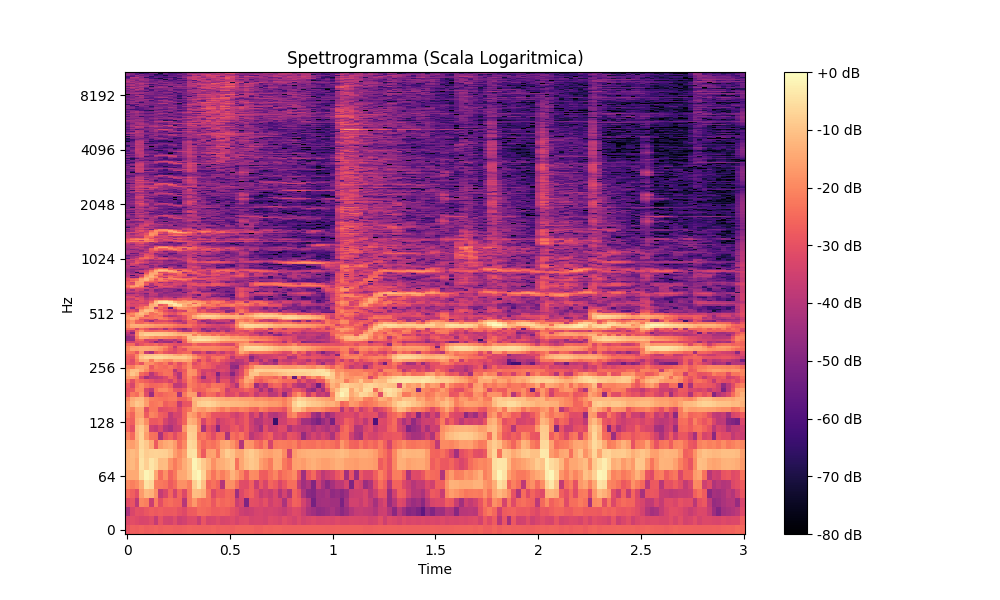 Spettrogramma (Scala Logaritmica)
Hz
8192
4096
2048
1024
512
256
128
64
0
0 0.5 1 1.5 2 2.5 3
Time
+0 dB
-10 dB
-20 dB
-30 dB
-40 dB
-50 dB
-60 dB
-70 dB
-80 dB